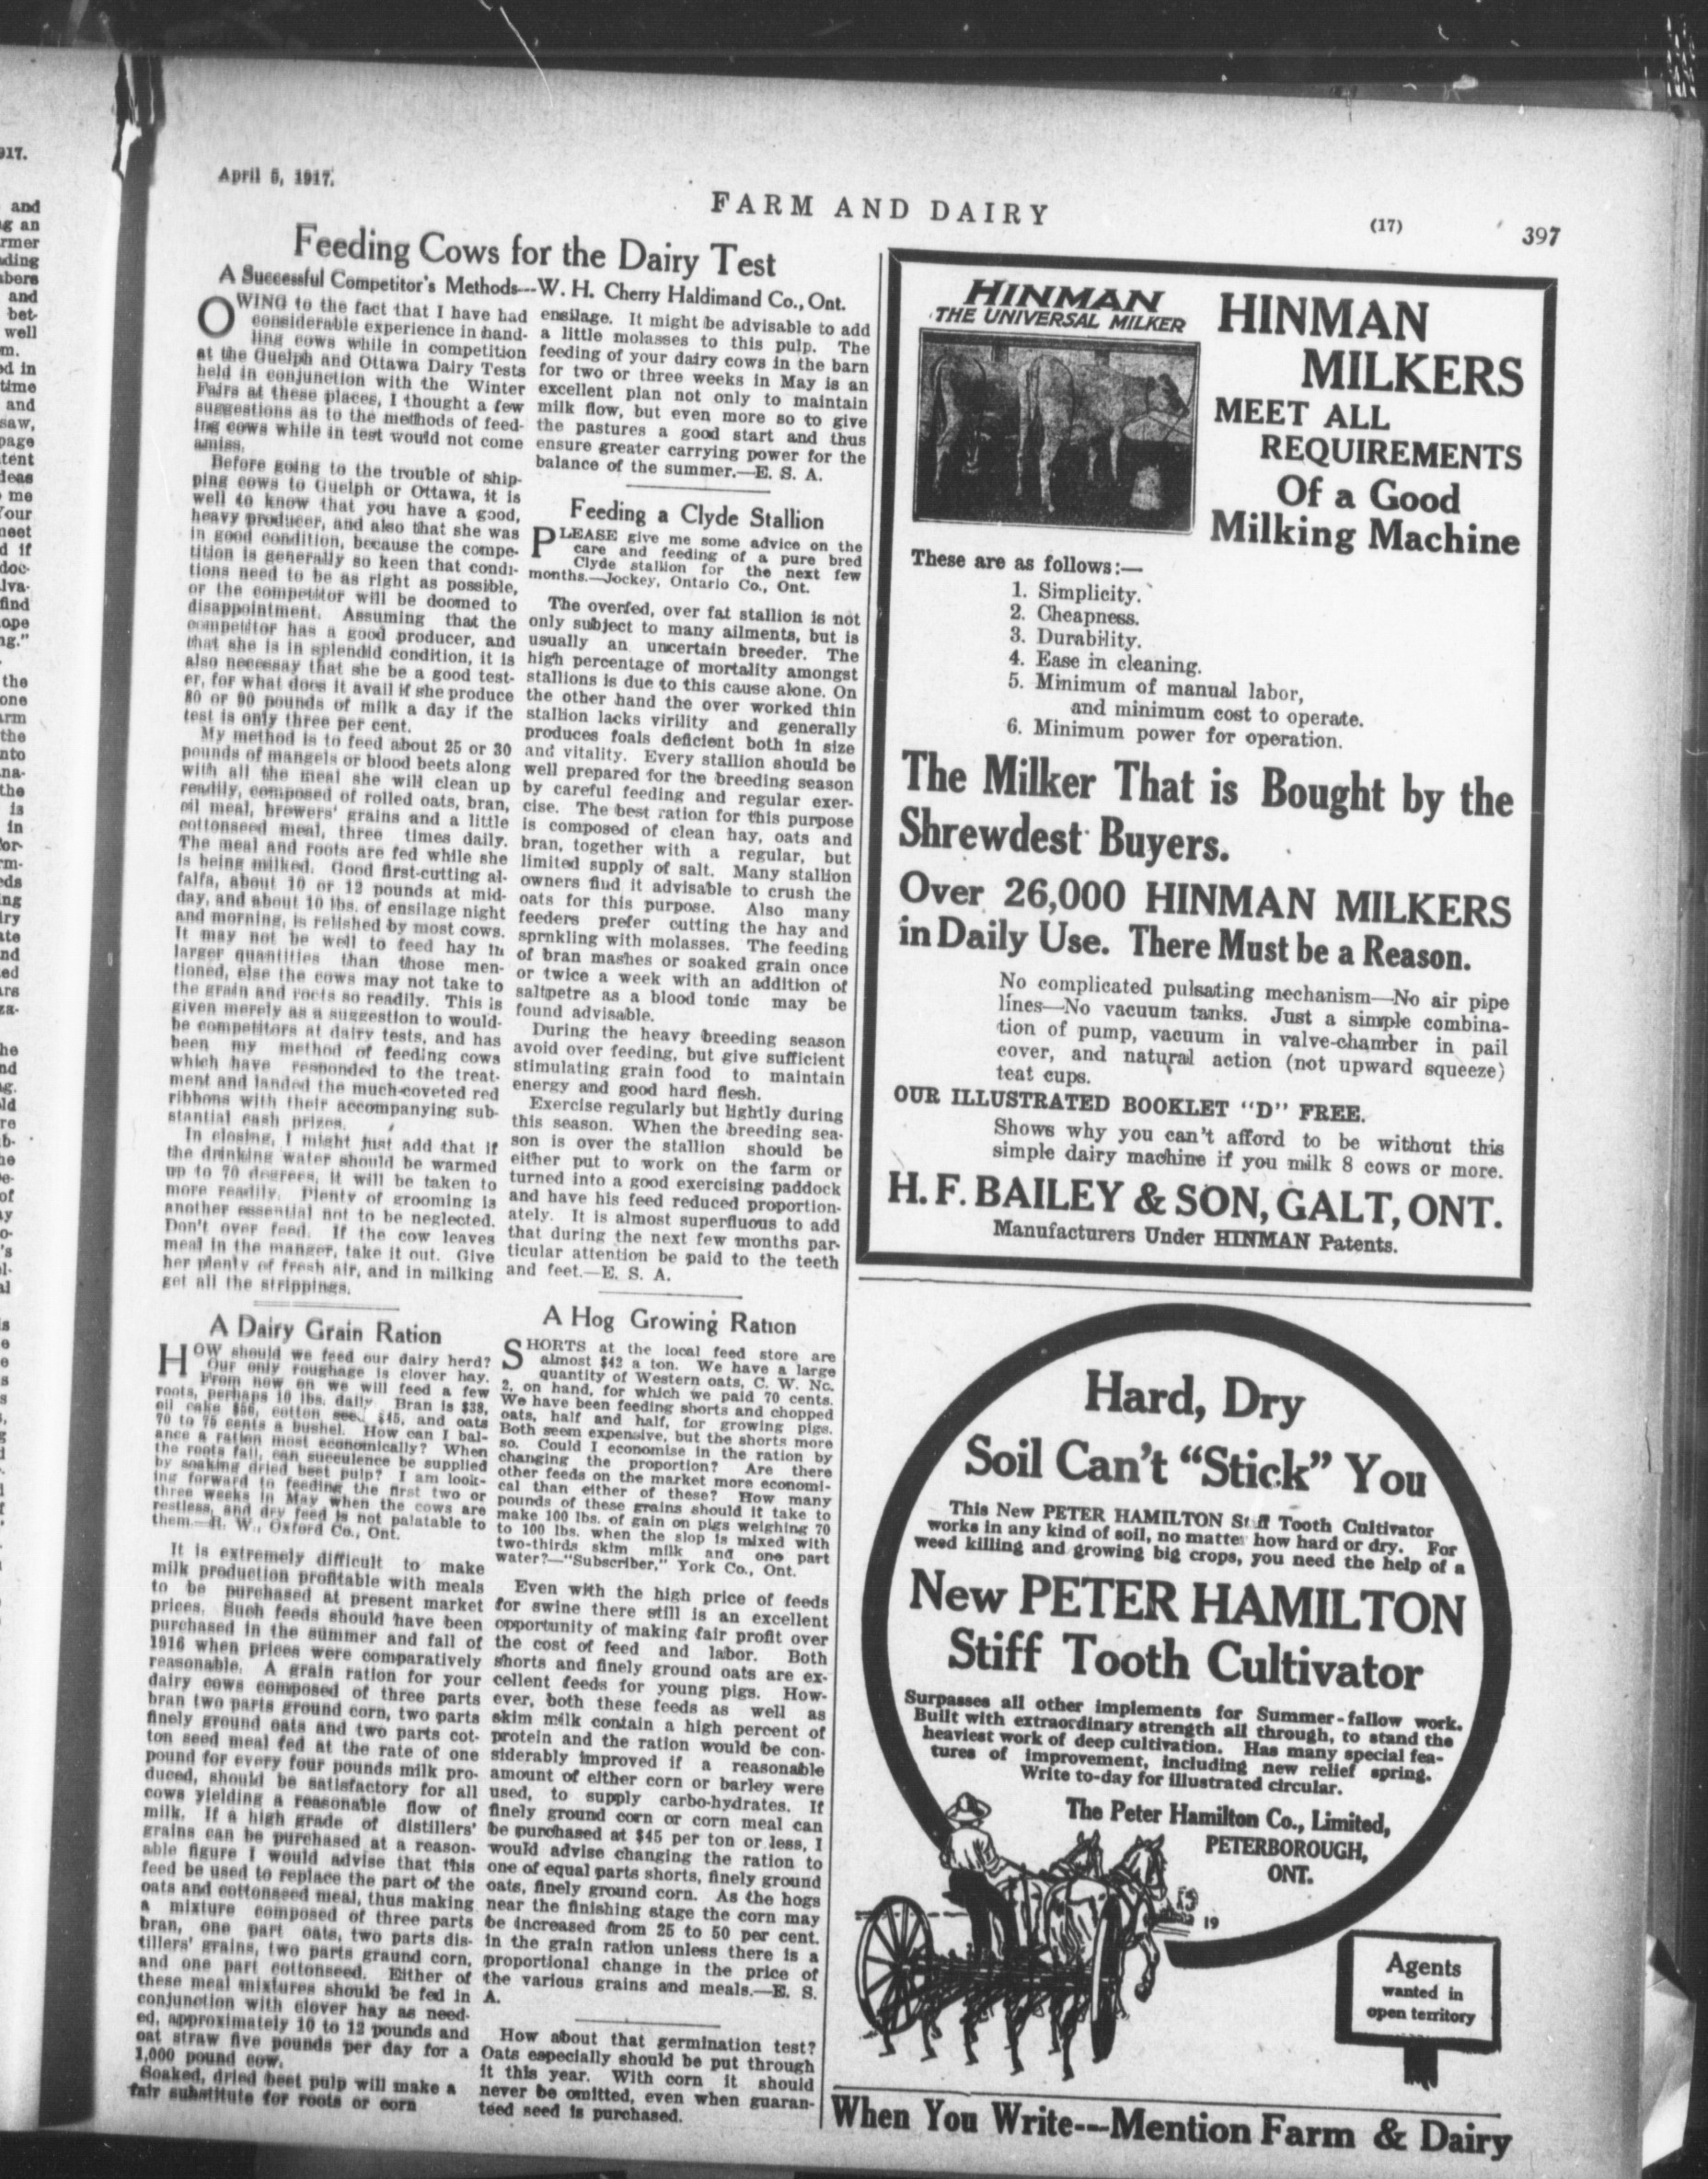 April 5, 1917.
FARM AND DAIRY
(17)
397
Feeding Cows for the Dairy Test
A Successful Competitor's Methods---W. H. Cherry Haldimand Co., Ont.
OWING to the fact that I have had
considerable experience in hand-
ling cows while in competition
at the Guelph and Ottawa Dairy Tests
held in conjunction with the Winter
Fairs at these places, I thought a few
suggestions as to the methods of feed-
ing cows while in test would not come
amiss.
Before going to the trouble of ship-
ping cows to Guelph or Ottawa, it is
well to know that you have a good,
heavy producer, and also that she was
in good condition, because the compe-
tition is generally so keen that condi-
tions need to be as right as possible,
or the competitor will be doomed to
disappointment. Assuming that the
competitor has a good producer, and
that she is in splendid condition, it is
also necessay that she be a good test-
er, for what does it avail if she produce
80 or 90 pounds of milk a day if the
test is only three per cent.
My method is to feed about 25 or 30
pounds of mangels or blood beets along
with all the meal she will clean up
readily, composed of rolled oats, bran,
oil meal, brewers' grains and a little
cottonseed meal, three times daily.
The meal and roots are fed while she
is being milked. Good first-cutting al-
falfa, about 10 or 12 pounds at mid-
day, and about 10 lbs. of ensilage night
and morning, is relished by most cows.
It may not be well to feed hay in
larger quantities than those men-
tioned, else the cows may not take to
the grain and roots so readily. This is
given merely as a suggestion to would-
be competitors at dairy tests, and has
been my method of feeding cows
which have responded to the treat-
ment and landed the much-coveted red
ribbons with their accompanying sub-
stantial cash prizes.
In closing, I might just add that if
the drinking water should be warmed
up to 70 degrees, it will be taken to
more readily. Plenty of grooming is
another essential not to be neglected.
Don't over feed. If the cow leaves
meal in the manger, take it out. Give
her plenty of fresh air, and in milking
get all the strippings.
A Dairy Grain Ration
HOW should we feed our dairy herd?
Our only roughage is clover hay.
From now on we will feed a few
roots, perhaps 10 lbs. daily. Bran is $38,
oil cake $50, cotton seed $45, and oats
70 to 75 cents a bushel. How can I bal-
ance a ration most economically? When
the roots fail, can succulence be supplied
by soaking dried beet pulp? I am look-
ing forward to feeding the first two or
three weeks in May when the cows are
restless, and dry feed is not palatable to
them.—R. W., Oxford Co., Ont.
It is extremely difficult to make
milk production profitable with meals
to be purchased at present market
prices. Such feeds should have been
purchased in the summer and fall of
1916 when prices were comparatively
reasonable. A grain ration for your
dairy cows composed of three parts
bran two parts ground corn, two parts
finely ground oats and two parts cot-
ton seed meal fed at the rate of one
pound for every four pounds milk pro-
duced, should be satisfactory for all
cows yielding a reasonable flow of
milk. If a high grade of distillers'
grains can be purchased at a reason-
able figure I would advise that this
feed be used to replace the part of the
oats and cottonseed meal, thus making
a mixture composed of three parts
bran, one part oats, two parts dis-
tillers' grains, two parts graund corn,
and one part cottonseed. Either of
these meal mixtures should be fed in
conjunction with clover hay as need-
ed, approximately 10 to 12 pounds and
oat straw five pounds per day for a
1,000 pound cow.
Soaked, dried beet pulp will make a
fair substitute for roots or corn
ensilage. It might be advisable to add
a little molasses to this pulp. The
feeding of your dairy cows in the barn
for two or three weeks in May is an
excellent plan not only to maintain
milk flow, but even more so to give
the pastures a good start and thus
ensure greater carrying power for the
balance of the summer.—E. S. A.
Feeding a Clyde Stallion
PLEASE give me some advice on the
care and feeding of a pure bred
Clyde stallion for the next few
months.—Jockey, Ontario Co., Ont.
The overfed, over fat stallion is not
only subject to many ailments, but is
usually an uncertain breeder. The
high percentage of mortality amongst
stallions is due to this cause alone. On
the other hand the over worked thin
stallion lacks virility and generally
produces foals deficient both in size
and vitality. Every stallion should be
well prepared for the breeding season
by careful feeding and regular exer-
cise. The best ration for this purpose
is composed of clean hay, oats and
bran, together with a regular, but
limited supply of salt. Many stallion
owners find it advisable to crush the
oats for this purpose. Also many
feeders prefer cutting the hay and
sprnkling with molasses. The feeding
of bran mashes or soaked grain once
or twice a week with an addition of
saltpetre as a blood tonic may be
found advisable.
During the heavy breeding season
avoid over feeding, but give sufficient
stimulating grain food to maintain
energy and good hard flesh.
Exercise regularly but lightly during
this season. When the breeding sea-
son is over the stallion should be
either put to work on the farm or
turned into a good exercising paddock
and have his feed reduced proportion-
ately. It is almost superfluous to add
that during the next few months par-
ticular attention be paid to the teeth
and feet.—E. S. A.
A Hog Growing Ration
SHORTS at the local feed store are
almost $42 a ton. We have a large
quantity of Western oats, C. W. No.
2, on hand, for which we paid 70 cents.
We have been feeding shorts and chopped
oats, half and half, for growing pigs.
Both seem expensive, but the shorts more
so. Could I economise in the ration by
changing the proportion? Are there
other feeds on the market more economi-
cal than either of these? How many
pounds of these grains should it take to
make 100 lbs. of gain on pigs weighing 70
to 100 lbs. when the slop is mixed with
two-thirds skim milk and one part
water?—"Subscriber," York Co., Ont.
Even with the high price of feeds
for swine there still is an excellent
opportunity of making fair profit over
the cost of feed and labor. Both
shorts and finely ground oats are ex-
cellent feeds for young pigs. How-
ever, both these feeds as well as
skim milk contain a high percent of
protein and the ration would be con-
siderably improved if a reasonable
amount of either corn or barley were
used, to supply carbo-hydrates. If
finely ground corn or corn meal can
be purchased at $45 per ton or less, I
would advise changing the ration to
one of equal parts shorts, finely ground
oats, finely ground corn. As the hogs
near the finishing stage the corn may
be increased from 25 to 50 per cent.
in the grain ration unless there is a
proportional change in the price of
the various grains and meals.—E. S.
A.
How about that germination test?
Oats especially should be put through
it this year. With corn it should
never be omitted, even when guaran-
teed seed is purchased.
HINMAN
THE UNIVERSAL MILKER
HINMAN
MILKERS
MEET ALL
REQUIREMENTS
Of a Good
Milking Machine
These are as follows:—
1. Simplicity.
2. Cheapness.
3. Durability.
4. Ease in cleaning.
5. Minimum of manual labor,
and minimum cost to operate.
6. Minimum power for operation.
The Milker That is Bought by the
Shrewdest Buyers.
Over 26,000 HINMAN MILKERS
in Daily Use. There Must be a Reason.
No complicated pulsating mechanism—No air pipe
lines—No vacuum tanks. Just a simple combina-
tion of pump, vacuum in valve-chamber in pail
cover, and natural action (not upward squeeze)
teat cups.
OUR ILLUSTRATED BOOKLET "D" FREE.
Shows why you can't afford to be without this
simple dairy machine if you milk 8 cows or more.
H. F. BAILEY & SON, GALT, ONT.
Manufacturers Under HINMAN Patents.
Hard, Dry
Soil Can't "Stick" You
This New PETER HAMILTON Stiff Tooth Cultivator
works in any kind of soil, no matter how hard or dry. For
weed killing and growing big crops, you need the help of a
New PETER HAMILTON
Stiff Tooth Cultivator
Surpasses all other implements for Summer-fallow work.
Built with extraordinary strength all through, to stand the
heaviest work of deep cultivation. Has many special fea-
tures of improvement, including new relief spring.
Write to-day for illustrated circular.
The Peter Hamilton Co., Limited,
PETERBOROUGH,
ONT.
19
Agents
wanted in
open territory
When You Write---Mention Farm & Dairy